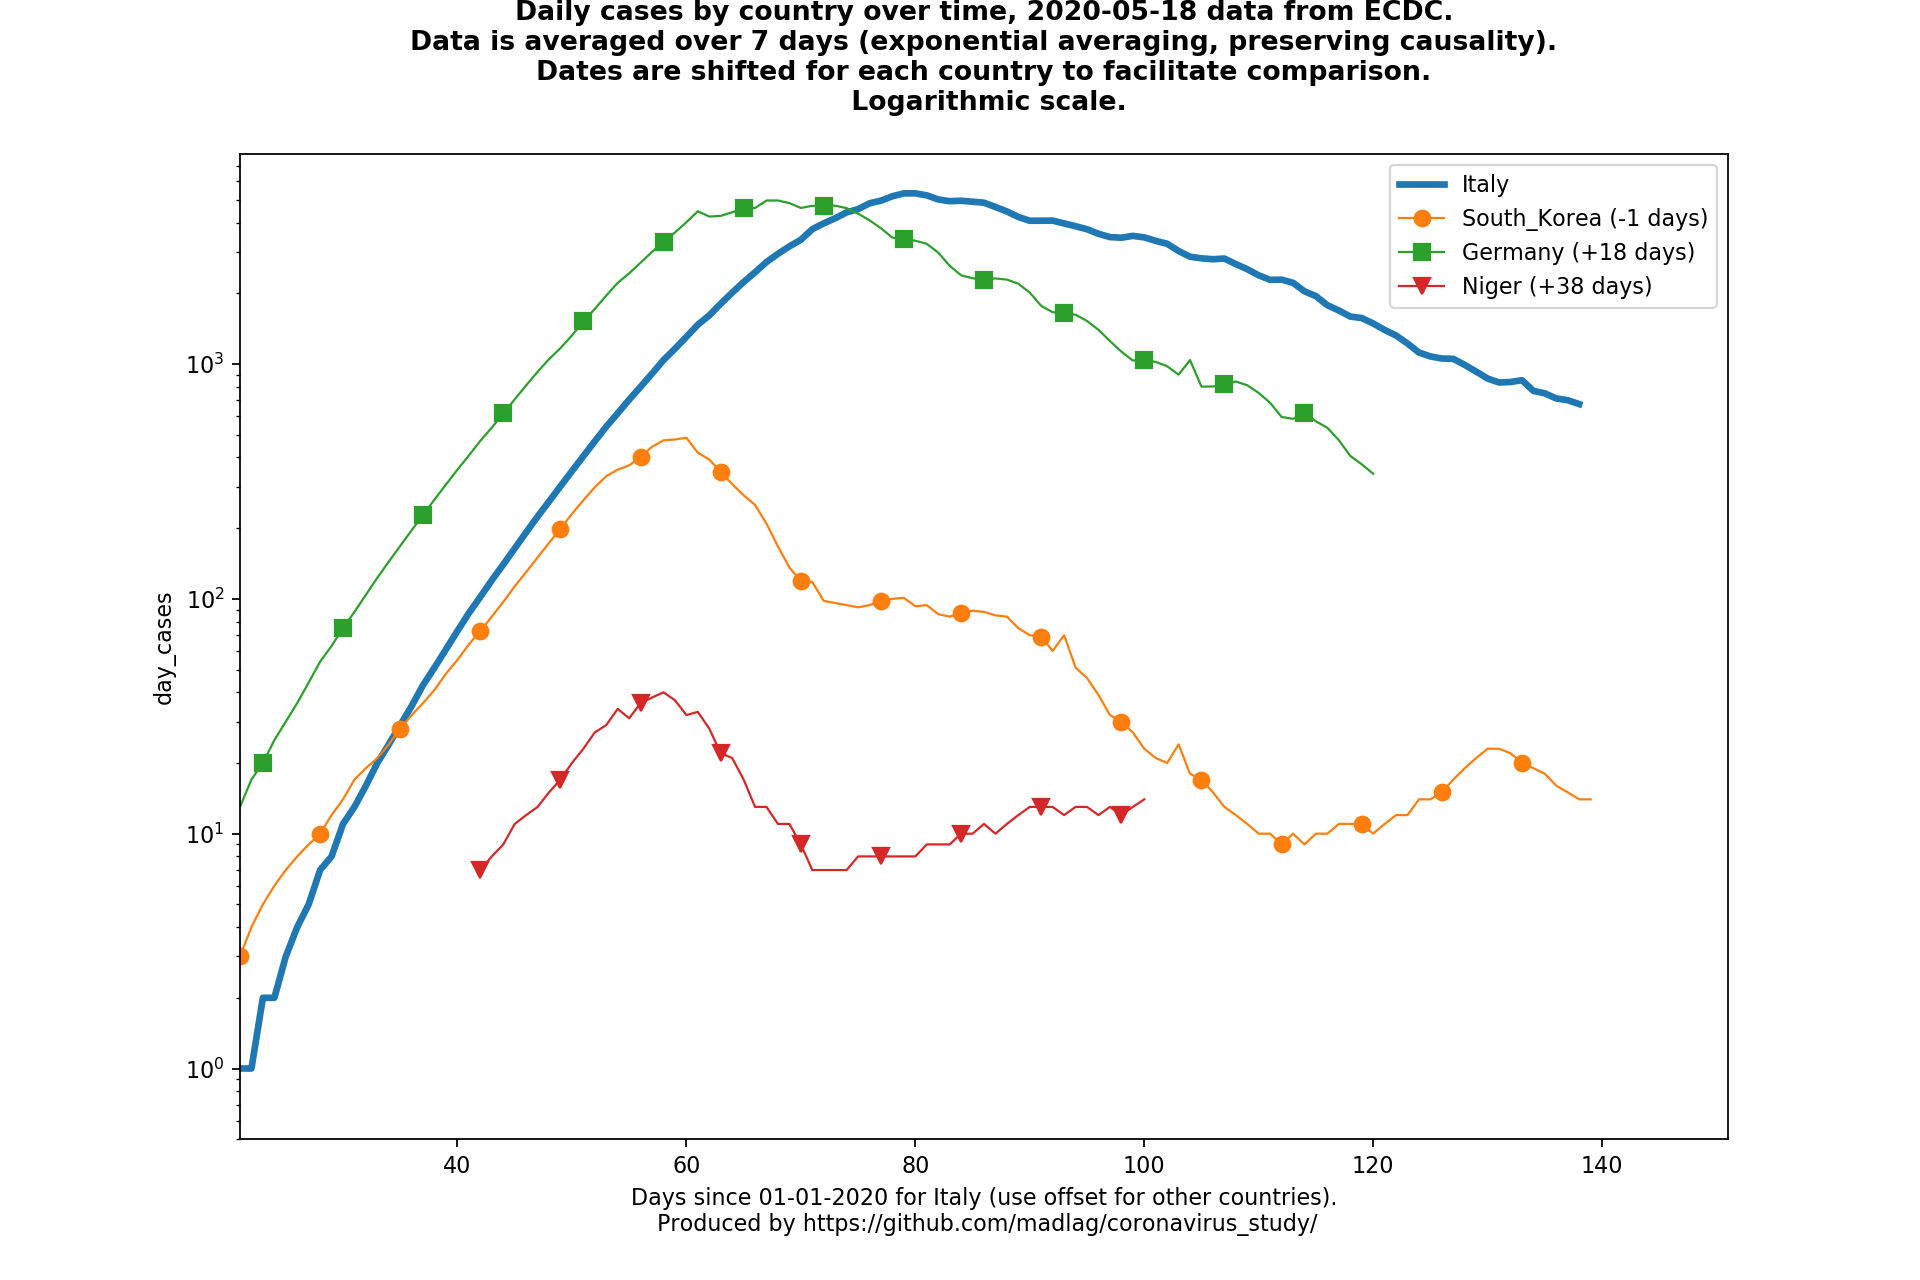 Daily cases by country over time, 2020-05-18 data from ECDC.
Data is averaged over 7 days (exponential averaging, preserving causality).
Dates are shifted for each country to facilitate comparison.
Logarithmic scale.
Italy
South_Korea (-1 days)
Germany (+18 days)
Niger (+38 days)
day_cases
10³
10²
10¹
10⁰
40 60 80 100 120 140
Days since 01-01-2020 for Italy (use offset for other countries).
Produced by https://github.com/madlag/coronavirus_study/